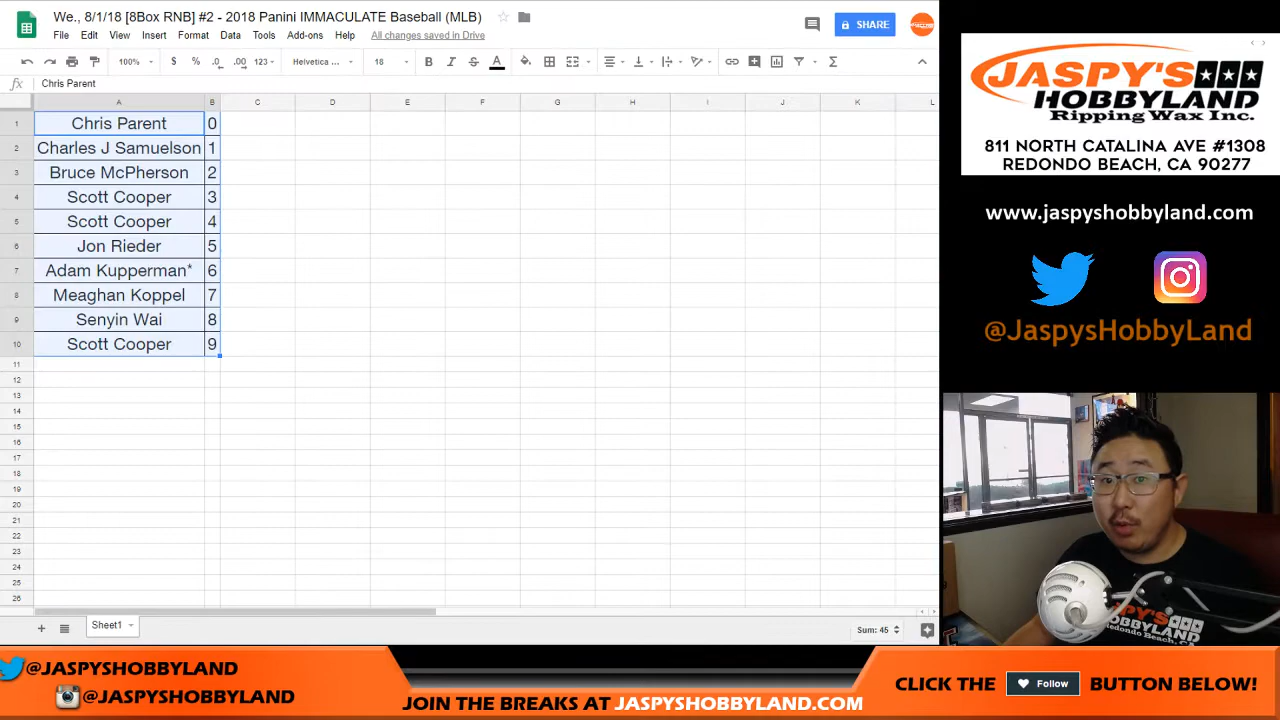 We., 8/1/18 [8Box RNB] #2 - 2018 Panini IMMACULATE Baseball (MLB)
File Edit View Insert Format Data Tools Add-ons Help All changes saved in Drive
SHARE
100% $ % .0 .00 123 Helvetica ... 18 B I S A
fx Chris Parent
A B C D E F G H I J K L
1 Chris Parent 0
2 Charles J Samuelson 1
3 Bruce McPherson 2
4 Scott Cooper 3
5 Scott Cooper 4
6 Jon Rieder 5
7 Adam Kupperman* 6
8 Meaghan Koppel 7
9 Senyin Wai 8
10 Scott Cooper 9
11
12
13
14
15
16
17
18
19
20
21
22
23
24
25
26
Sheet1
Sum: 45
JASPY'S
HOBBYLAND
Ripping Wax Inc.
811 NORTH CATALINA AVE #1308
REDONDO BEACH, CA 90277
www.jaspyshobbyland.com
@JaspysHobbyLand
JASPY'S
HOBBYLAND
Redondo Beach, CA
@JASPYSHOBBYLAND
@JASPYSHOBBYLAND
JOIN THE BREAKS AT JASPYSHOBBYLAND.COM
CLICK THE Follow BUTTON BELOW!